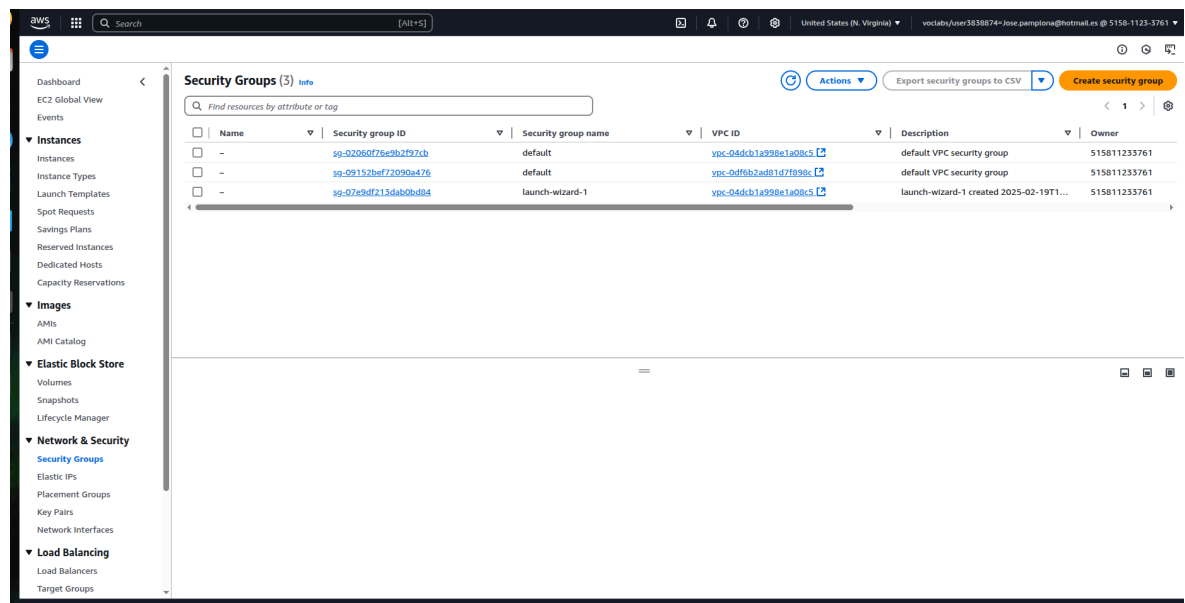 aws Search [Alt+S] United States (N. Virginia) ▼ voclabs/user3838874=Jose.pamplona@hotmail.es @ 5158-1123-3761 ▼
Dashboard
EC2 Global View
Events
Instances
Instances
Instance Types
Launch Templates
Spot Requests
Savings Plans
Reserved Instances
Dedicated Hosts
Capacity Reservations
Images
AMIs
AMI Catalog
Elastic Block Store
Volumes
Snapshots
Lifecycle Manager
Network & Security
Security Groups
Elastic IPs
Placement Groups
Key Pairs
Network Interfaces
Load Balancing
Load Balancers
Target Groups
Security Groups (3) Info Actions Export security groups to CSV Create security group
Find resources by attribute or tag 1
Name Security group ID Security group name VPC ID Description Owner
– sg-02060f76e9b2f97cb default vpc-04dcb1a998e1a08c5 default VPC security group 515811233761
– sg-09152bef72090a476 default vpc-0df6b2ad81d7f898c default VPC security group 515811233761
– sg-07e9df213dab0bd84 launch-wizard-1 vpc-04dcb1a998e1a08c5 launch-wizard-1 created 2025-02-19T1... 515811233761